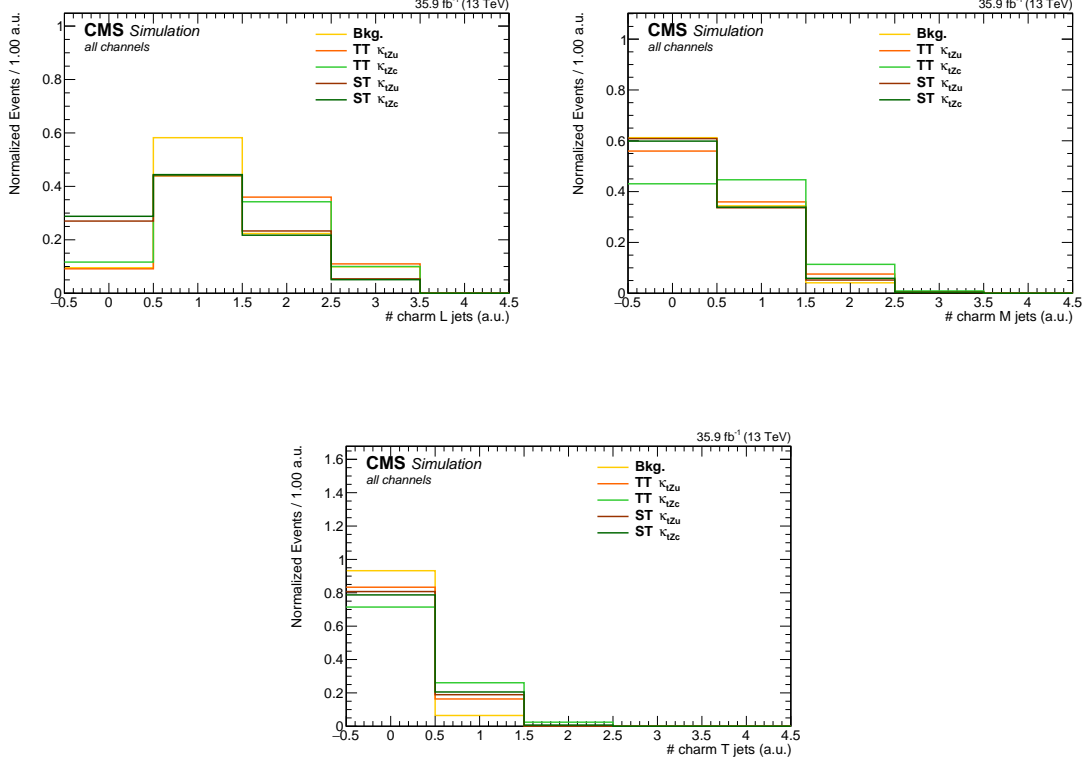 35.9 fb⁻¹ (13 TeV)
CMS Simulation
all channels
Bkg.
TT κtZu
TT κtZc
ST κtZu
ST κtZc
Normalized Events / 1.00 a.u.
1
0.8
0.6
0.4
0.2
0
−0.5 0 0.5 1 1.5 2 2.5 3 3.5 4 4.5
# charm L jets (a.u.)
35.9 fb⁻¹ (13 TeV)
CMS Simulation
all channels
Bkg.
TT κtZu
TT κtZc
ST κtZu
ST κtZc
Normalized Events / 1.00 a.u.
1
0.8
0.6
0.4
0.2
0
−0.5 0 0.5 1 1.5 2 2.5 3 3.5 4 4.5
# charm M jets (a.u.)
35.9 fb⁻¹ (13 TeV)
CMS Simulation
all channels
Bkg.
TT κtZu
TT κtZc
ST κtZu
ST κtZc
Normalized Events / 1.00 a.u.
1.6
1.4
1.2
1
0.8
0.6
0.4
0.2
0
−0.5 0 0.5 1 1.5 2 2.5 3 3.5 4 4.5
# charm T jets (a.u.)